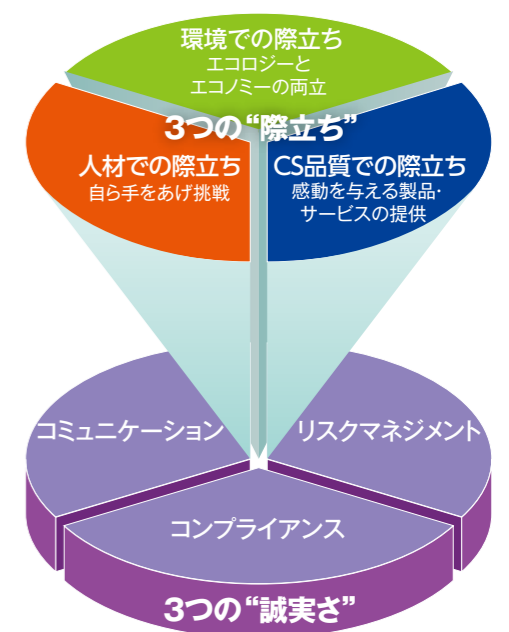 環境での際立ち
エコロジーと
エコノミーの両立
3つの“際立ち”
人材での際立ち
自ら手をあげ挑戦
CS品質での際立ち
感動を与える製品・
サービスの提供
コミュニケーション
リスクマネジメント
コンプライアンス
3つの“誠実さ”